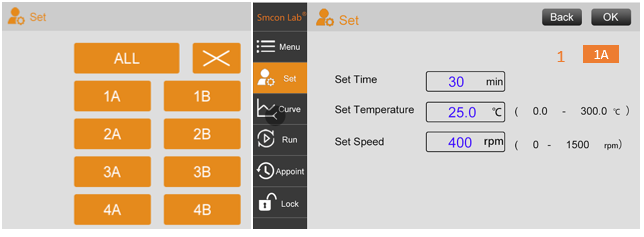 Set
ALL
1A 1B
2A 2B
3A 3B
4A 4B
Smcon Lab®
Menu
Set
Curve
Run
Appoint
Lock
Set
Back OK
1 1A
Set Time 30 min
Set Temperature 25.0 ℃ ( 0.0 - 300.0 ℃ )
Set Speed 400 rpm ( 0 - 1500 rpm)